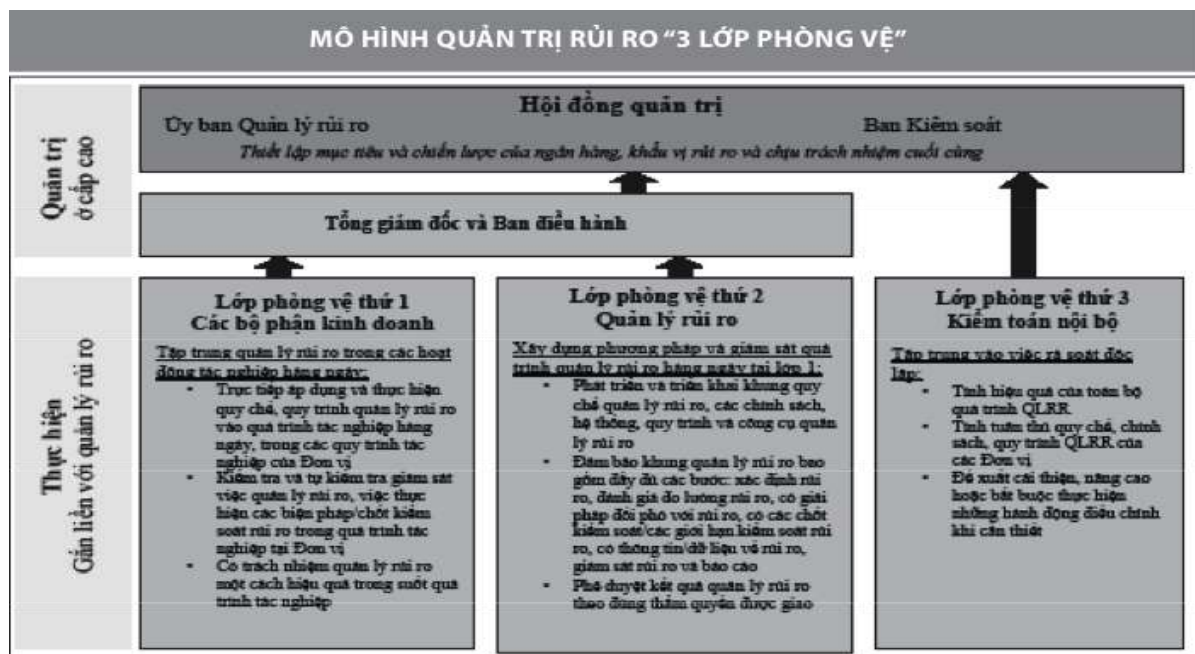 MÔ HÌNH QUẢN TRỊ RỦI RO “3 LỚP PHÒNG VỆ”
Quản trị
ở cấp cao
Hội đồng quản trị
Ủy ban Quản lý rủi ro
Ban Kiểm soát
Thiết lập mục tiêu và chiến lược của ngân hàng, khẩu vị rủi ro và chịu trách nhiệm cuối cùng
Tổng giám đốc và Ban điều hành
Thực hiện
Gắn liền với quản lý rủi ro
Lớp phòng vệ thứ 1
Các bộ phận kinh doanh
Tập trung quản lý rủi ro trong các hoạt
động tác nghiệp hàng ngày:
• Trực tiếp áp dụng và thực hiện
quy chế, quy trình quản lý rủi ro
vào quá trình tác nghiệp hàng
ngày, trong các quy trình tác
nghiệp của Đơn vị
• Kiểm tra và tự kiểm tra giám sát
việc quản lý rủi ro, việc thực
hiện các biện pháp/chốt kiểm
soát rủi ro trong quá trình tác
nghiệp tại Đơn vị
• Có trách nhiệm quản lý rủi ro
một cách hiệu quả trong suốt quá
trình tác nghiệp
Lớp phòng vệ thứ 2
Quản lý rủi ro
Xây dựng phương pháp và giám sát quá
trình quản lý rủi ro hàng ngày tại lớp 1:
• Phát triển và triển khai khung quy
chế quản lý rủi ro, các chính sách,
hệ thống, quy trình và công cụ quản
lý rủi ro
• Đảm bảo khung quản lý rủi ro bao
gồm đầy đủ các bước: xác định rủi
ro, đánh giá đo lường rủi ro, có giải
pháp đối phó với rủi ro, có các chốt
kiểm soát/các giới hạn kiểm soát rủi
ro, có thông tin/dữ liệu về rủi ro,
giám sát rủi ro và báo cáo
• Phê duyệt kết quả quản lý rủi ro
theo đúng thẩm quyền được giao
Lớp phòng vệ thứ 3
Kiểm toán nội bộ
Tập trung vào việc rà soát độc
lập:
• Tính hiệu quả của toàn bộ
quá trình QLRR
• Tính tuân thủ quy chế, chính
sách, quy trình QLRR của
các Đơn vị
• Đề xuất cải thiện, nâng cao
hoặc bắt buộc thực hiện
những hành động điều chỉnh
khi cần thiết